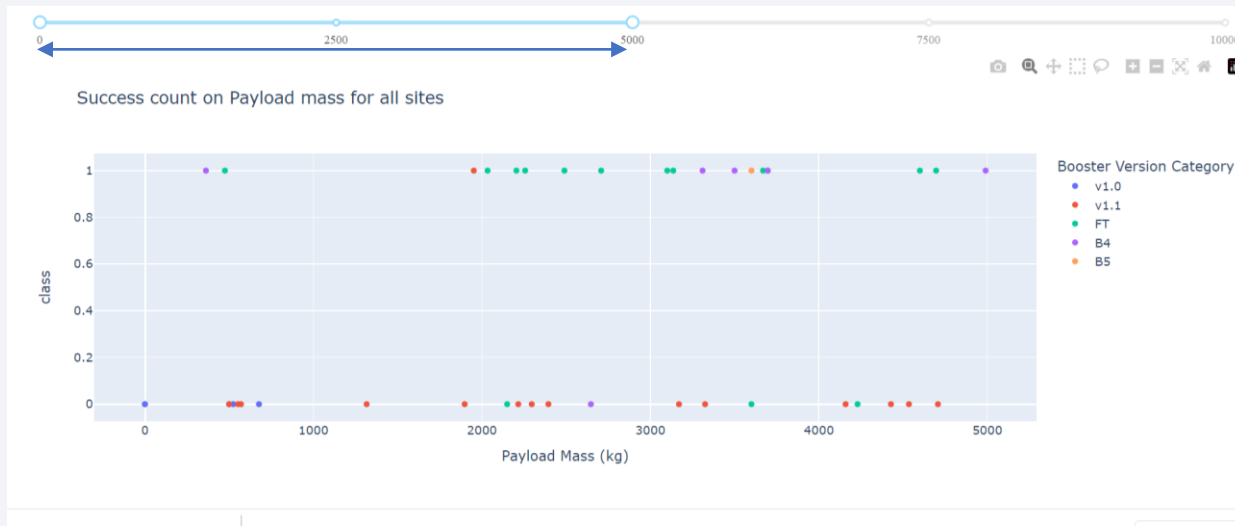 0 2500 5000 7500 1000
Success count on Payload mass for all sites
Booster Version Category
v1.0
v1.1
FT
B4
B5
class
1
0.8
0.6
0.4
0.2
0
0 1000 2000 3000 4000 5000
Payload Mass (kg)